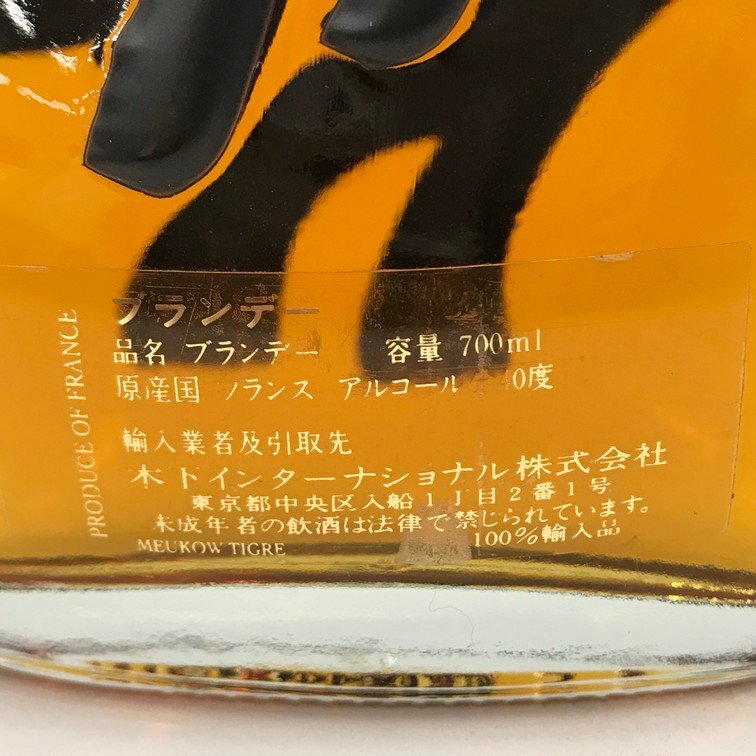 PRODUCE OF FRANCE
ブランデー
品名 ブランデー 容量 700ml
原産国 フランス アルコール 0度
輸入業者及引取先
木下インターナショナル株式会社
東京都中央区入船1丁目2番1号
未成年者の飲酒は法律で禁じられています。
MEUKOW TIGRE 100%輸入品